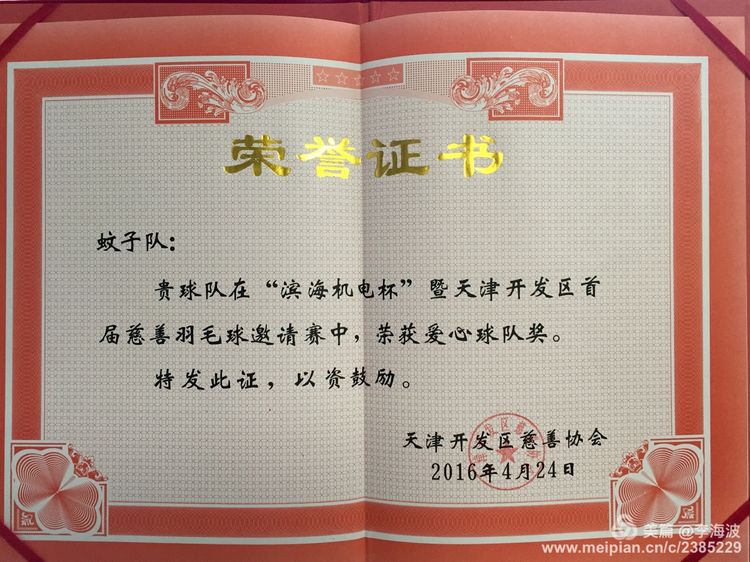 荣誉证书
蚊子队：
贵球队在“滨海机电杯”暨天津开发区首
届慈善羽毛球邀请赛中，荣获爱心球队奖。
特发此证，以资鼓励。
天津开发区慈善协会
2016年4月24日
美篇 @李海波
www.meipian.cn/c/2385229